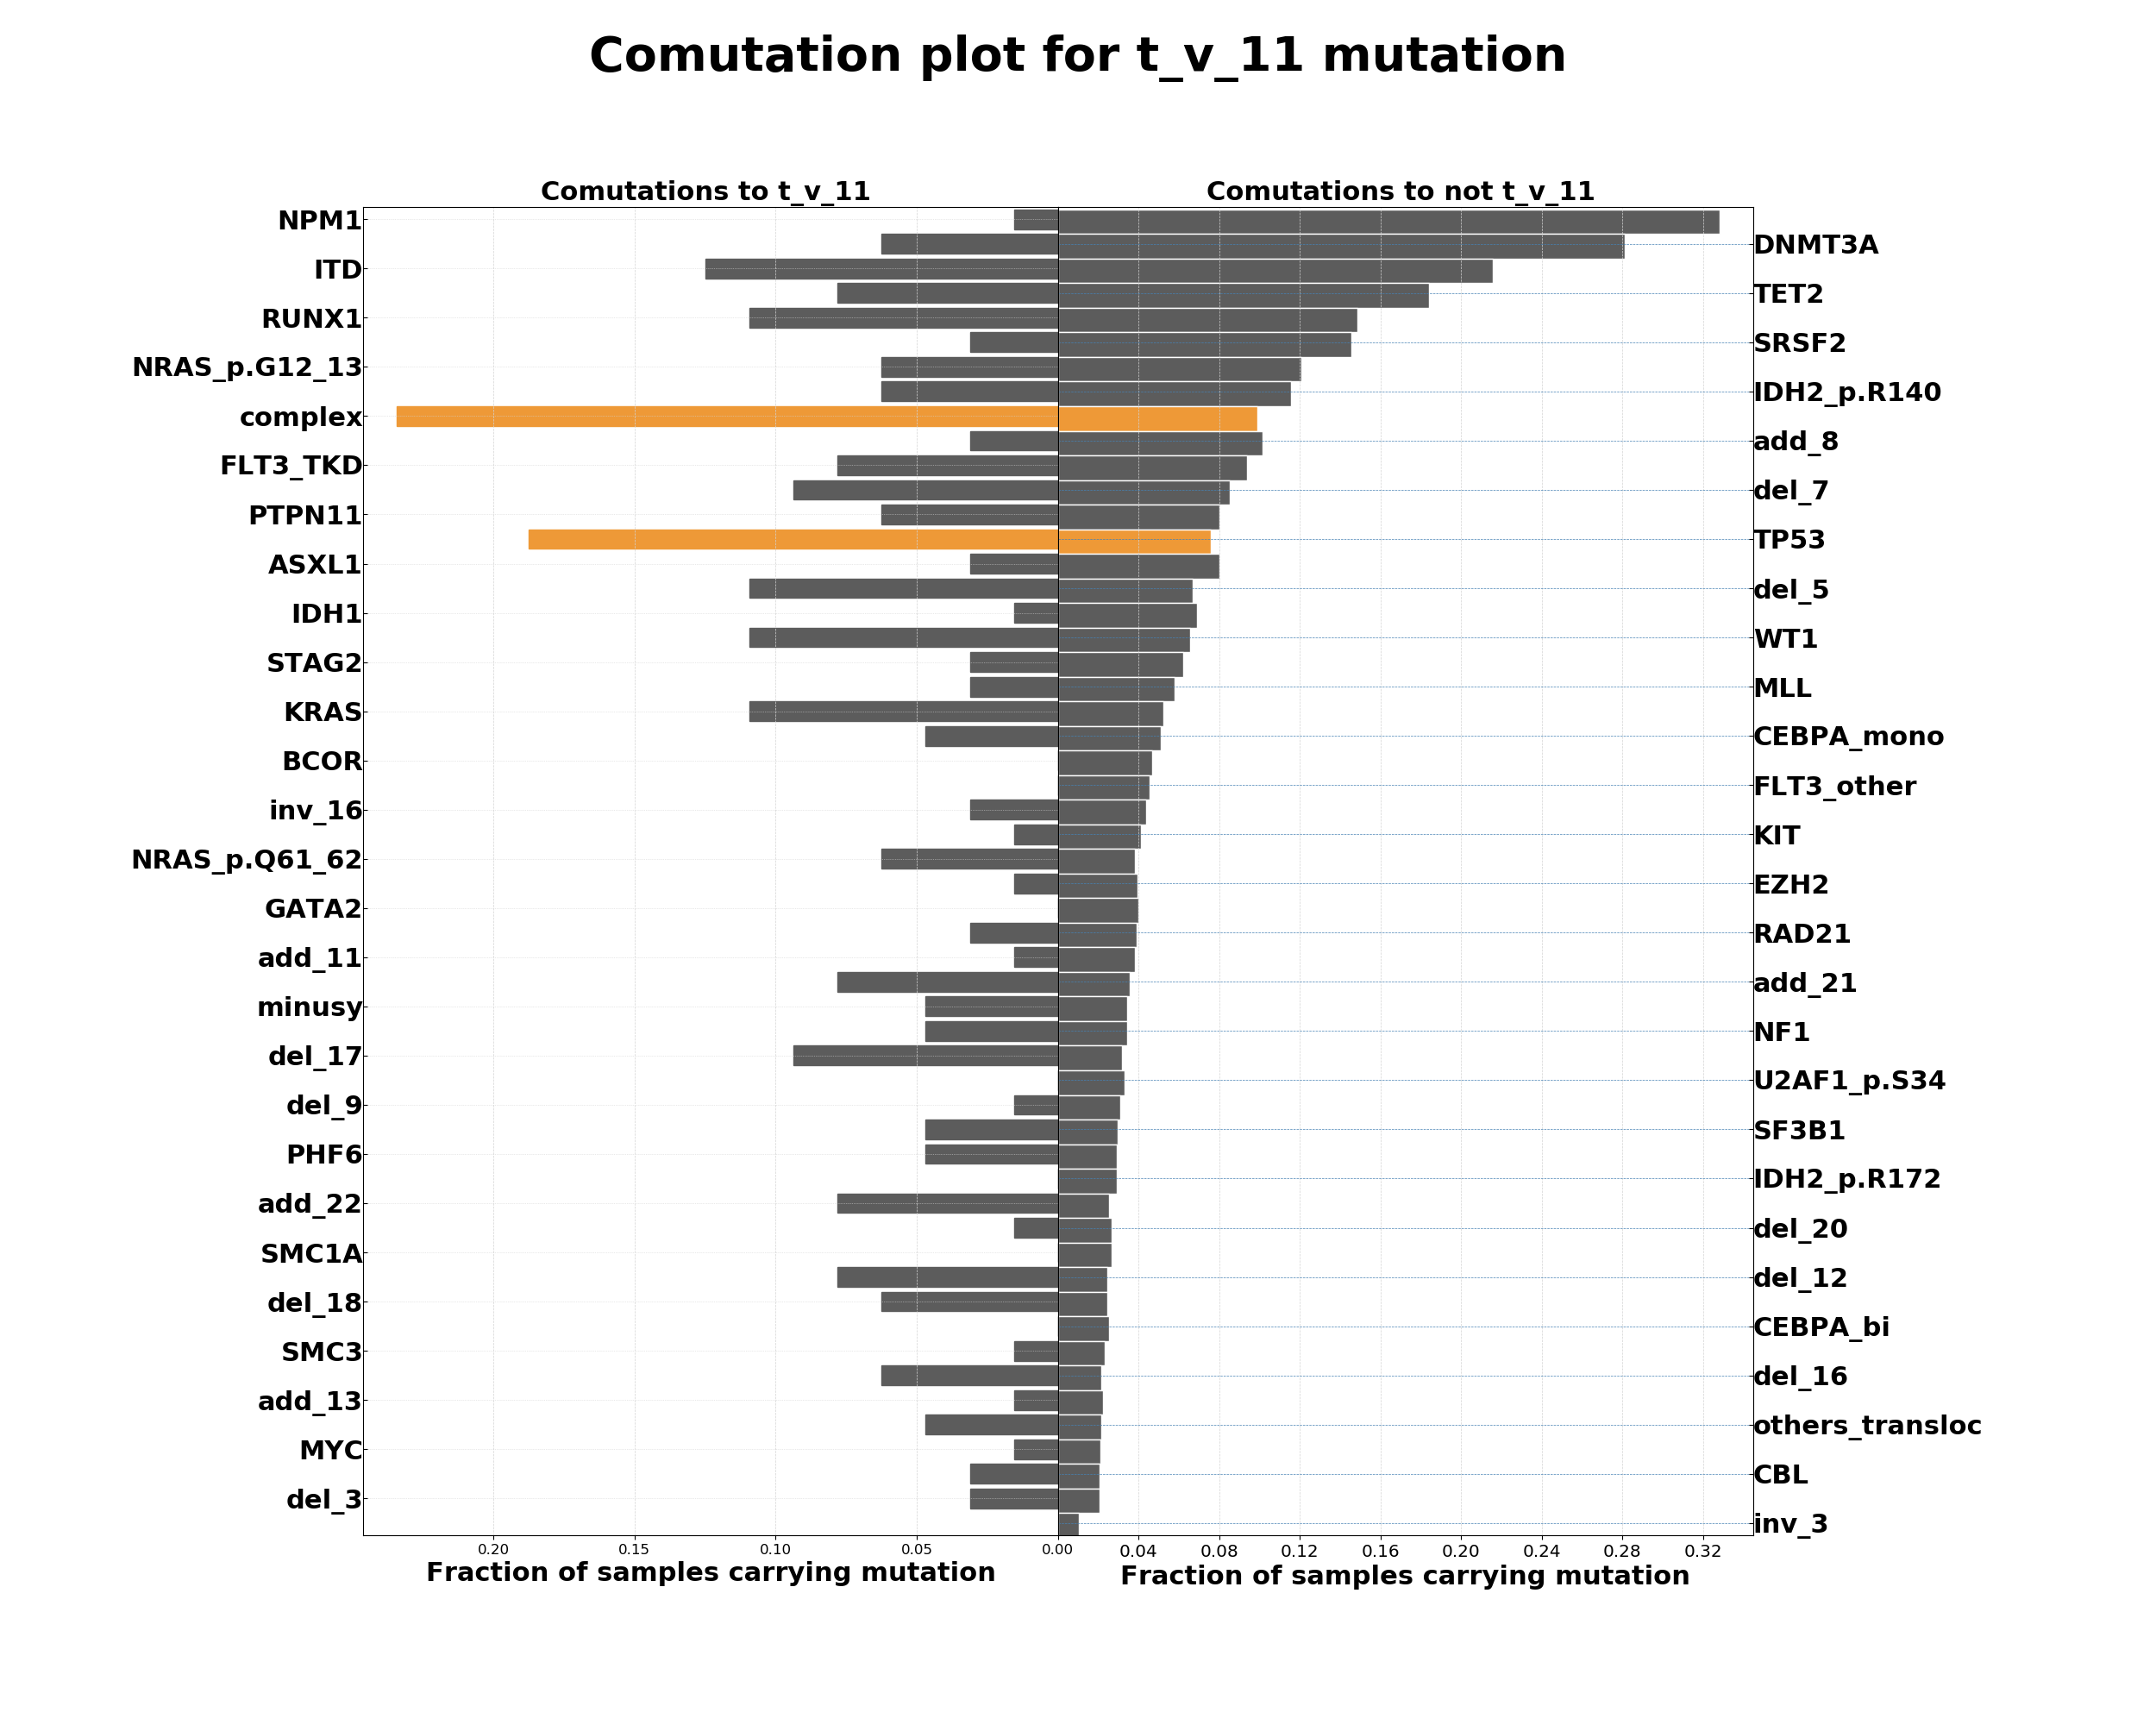 Comutation plot for t_v_11 mutation
Comutations to t_v_11
Comutations to not t_v_11
NPM1
DNMT3A
ITD
TET2
RUNX1
SRSF2
NRAS_p.G12_13
IDH2_p.R140
complex
add_8
FLT3_TKD
del_7
PTPN11
TP53
ASXL1
del_5
IDH1
WT1
STAG2
MLL
KRAS
CEBPA_mono
BCOR
FLT3_other
inv_16
KIT
NRAS_p.Q61_62
EZH2
GATA2
RAD21
add_11
add_21
minusy
NF1
del_17
U2AF1_p.S34
del_9
SF3B1
PHF6
IDH2_p.R172
add_22
del_20
SMC1A
del_12
del_18
CEBPA_bi
SMC3
del_16
add_13
others_transloc
MYC
CBL
del_3
inv_3
0.20 0.15 0.10 0.05 0.00 0.04 0.08 0.12 0.16 0.20 0.24 0.28 0.32
Fraction of samples carrying mutation
Fraction of samples carrying mutation